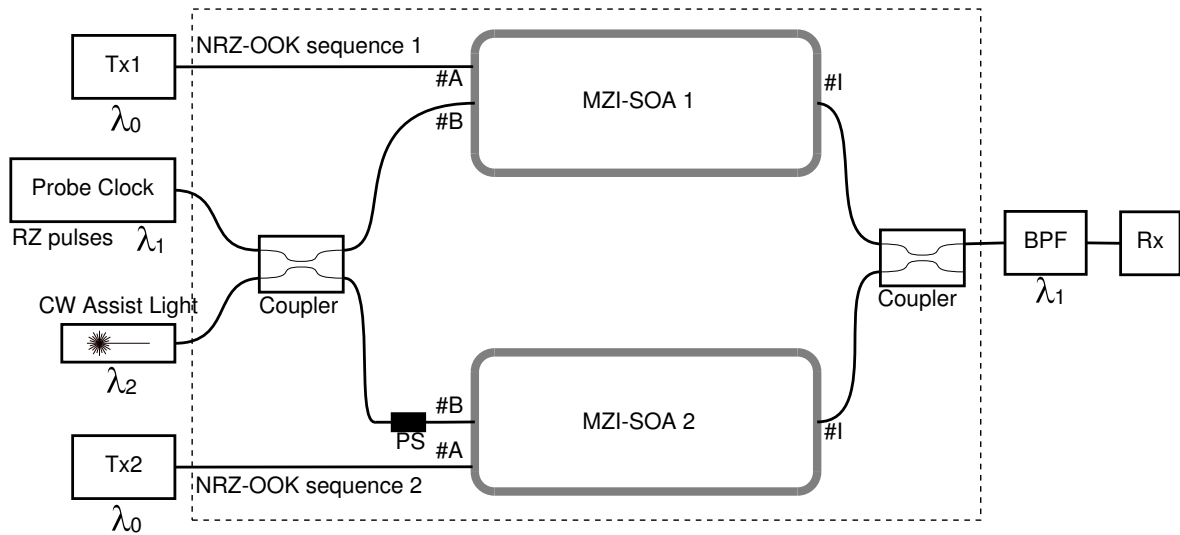 NRZ-OOK sequence 1
Tx1
#A
λ0
#B
MZI-SOA 1
#I
Probe Clock
RZ pulses
λ1
CW Assist Light
Coupler
λ2
BPF
Rx
Coupler
λ1
#B
PS
MZI-SOA 2
#I
#A
Tx2
NRZ-OOK sequence 2
λ0